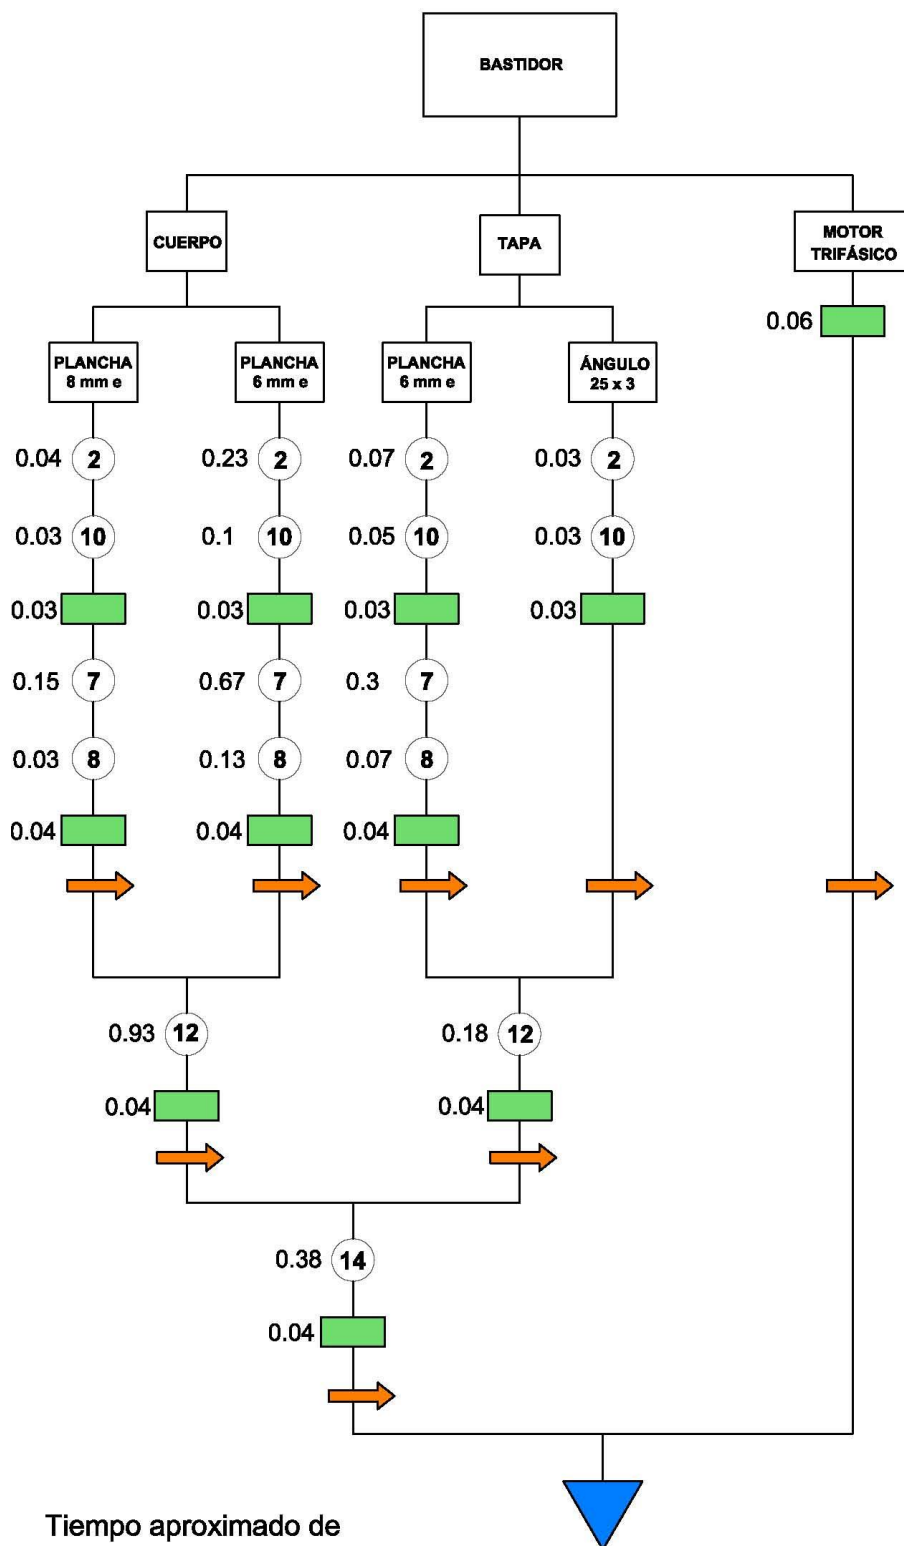 BASTIDOR
CUERPO
TAPA
MOTOR
TRIFÁSICO
0.06
PLANCHA
8 mm e
PLANCHA
6 mm e
PLANCHA
6 mm e
ÁNGULO
25 x 3
0.04 2 0.23 2 0.07 2 0.03 2
0.03 10 0.1 10 0.05 10 0.03 10
0.03 0.03 0.03 0.03
0.15 7 0.67 7 0.3 7
0.03 8 0.13 8 0.07 8
0.04 0.04 0.04
0.93 12 0.18 12
0.04 0.04
0.38 14
0.04
Tiempo aproximado de